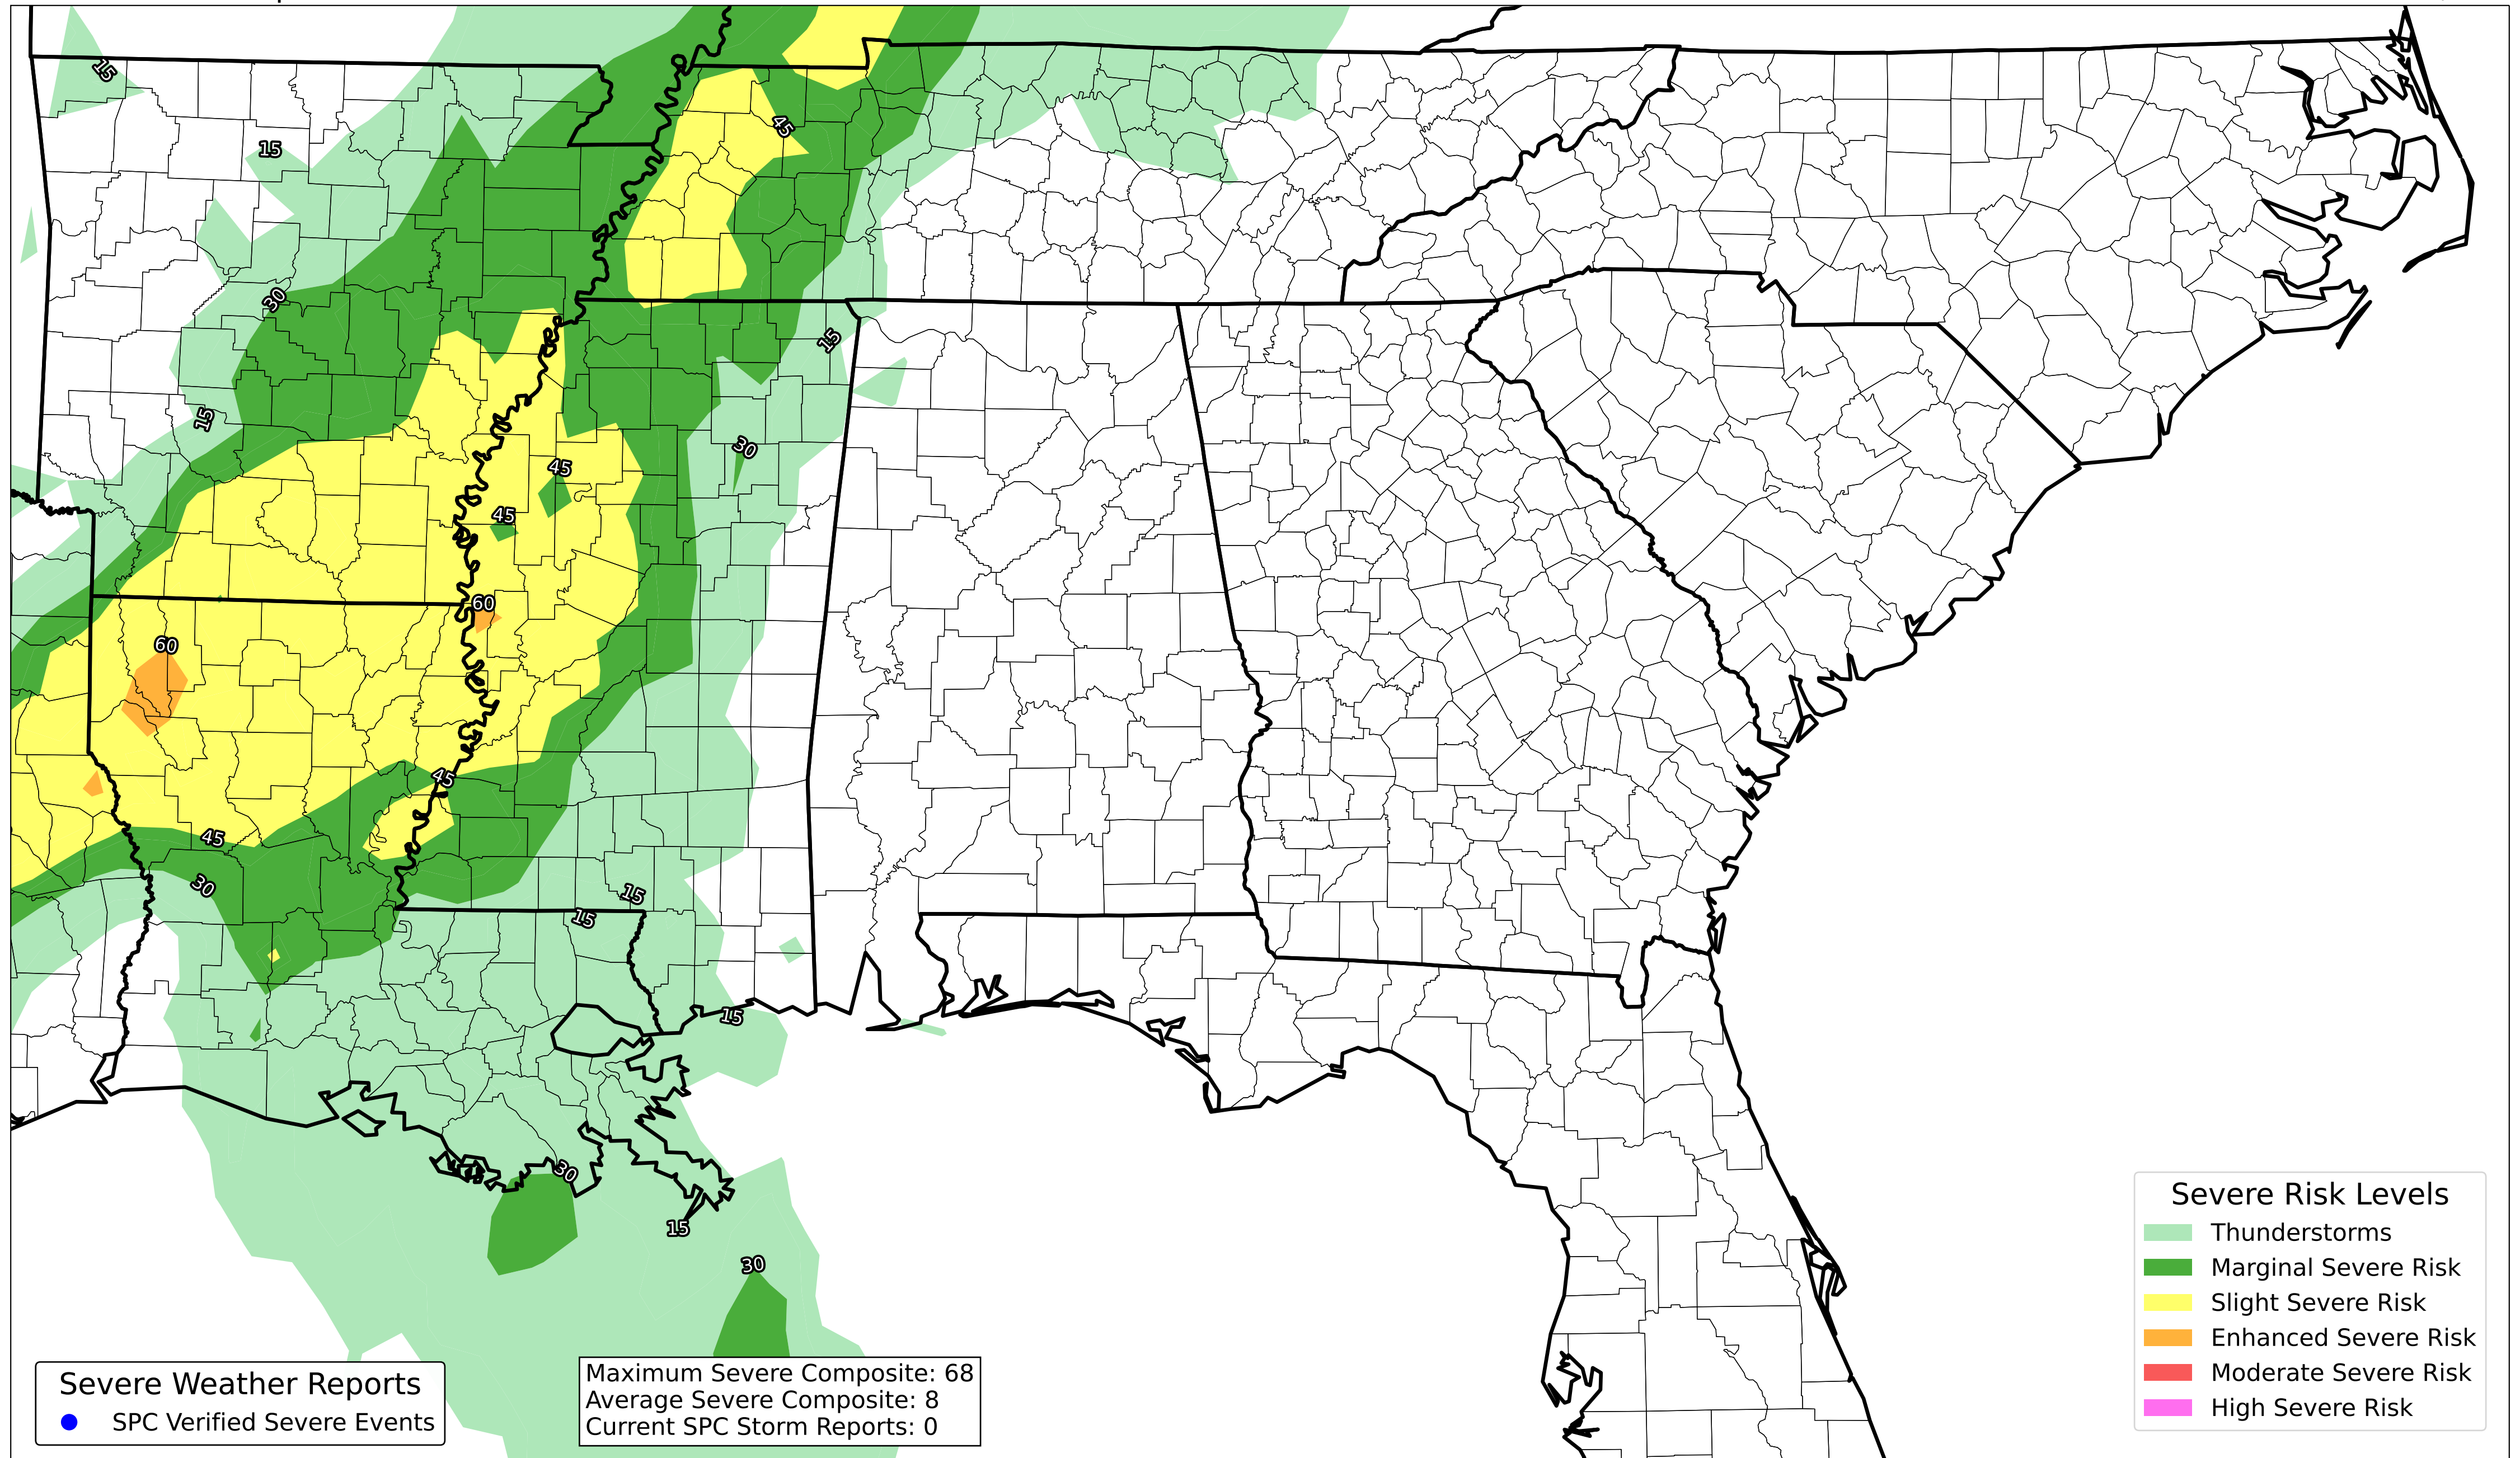 15
15
45
30
15
15
30
45
45
60
60
45
45
30
15
15
15
30
15
30
Severe Risk Levels
Thunderstorms
Marginal Severe Risk
Slight Severe Risk
Enhanced Severe Risk
Moderate Severe Risk
High Severe Risk
Severe Weather Reports
SPC Verified Severe Events
Maximum Severe Composite: 68
Average Severe Composite: 8
Current SPC Storm Reports: 0